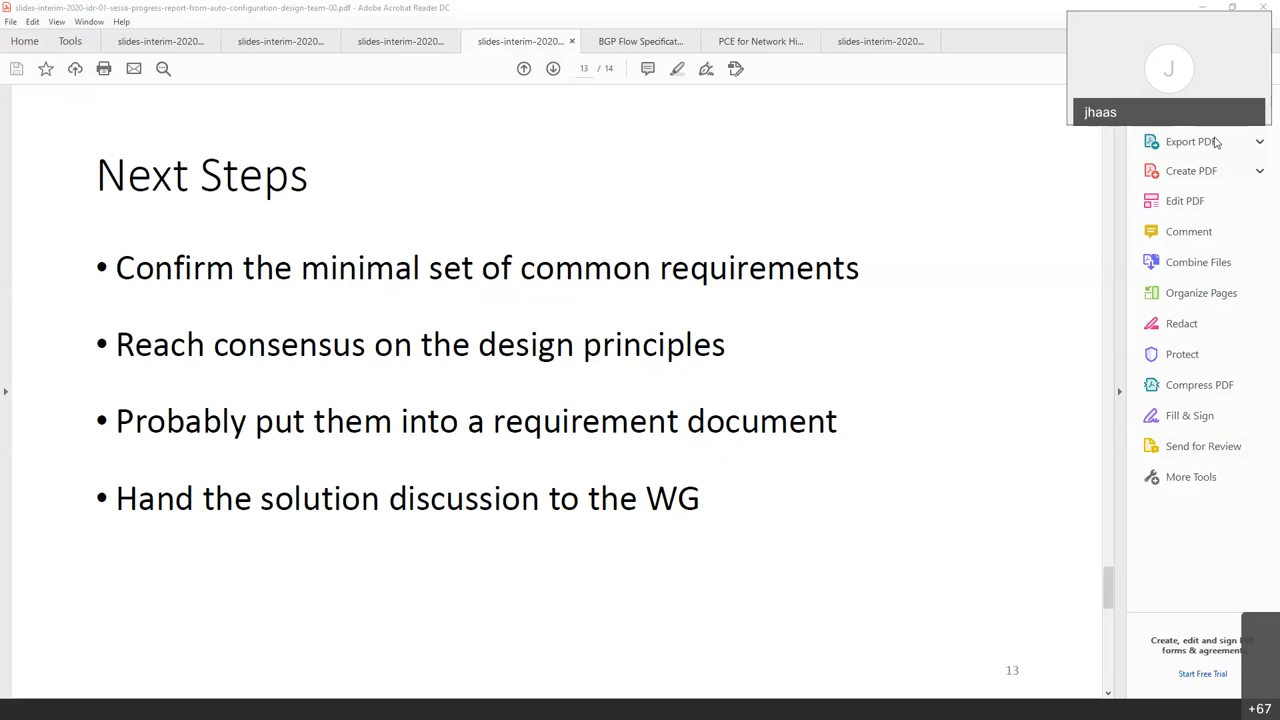 slides-interim-2020-idr-01-sessa-progress-report-from-auto-configuration-design-team-00.pdf - Adobe Acrobat Reader DC
File Edit View Window Help
Home Tools slides-interim-2020... slides-interim-2020... slides-interim-2020... slides-interim-2020... × BGP Flow Specificat... PCE for Network Hi... slides-interim-2020...
13 / 14
J
jhaas
Export PDF
Create PDF
Edit PDF
Comment
Combine Files
Organize Pages
Redact
Protect
Compress PDF
Fill & Sign
Send for Review
More Tools
Next Steps
• Confirm the minimal set of common requirements
• Reach consensus on the design principles
• Probably put them into a requirement document
• Hand the solution discussion to the WG
13
Create, edit and sign
forms & agreements
Start Free Trial
+67